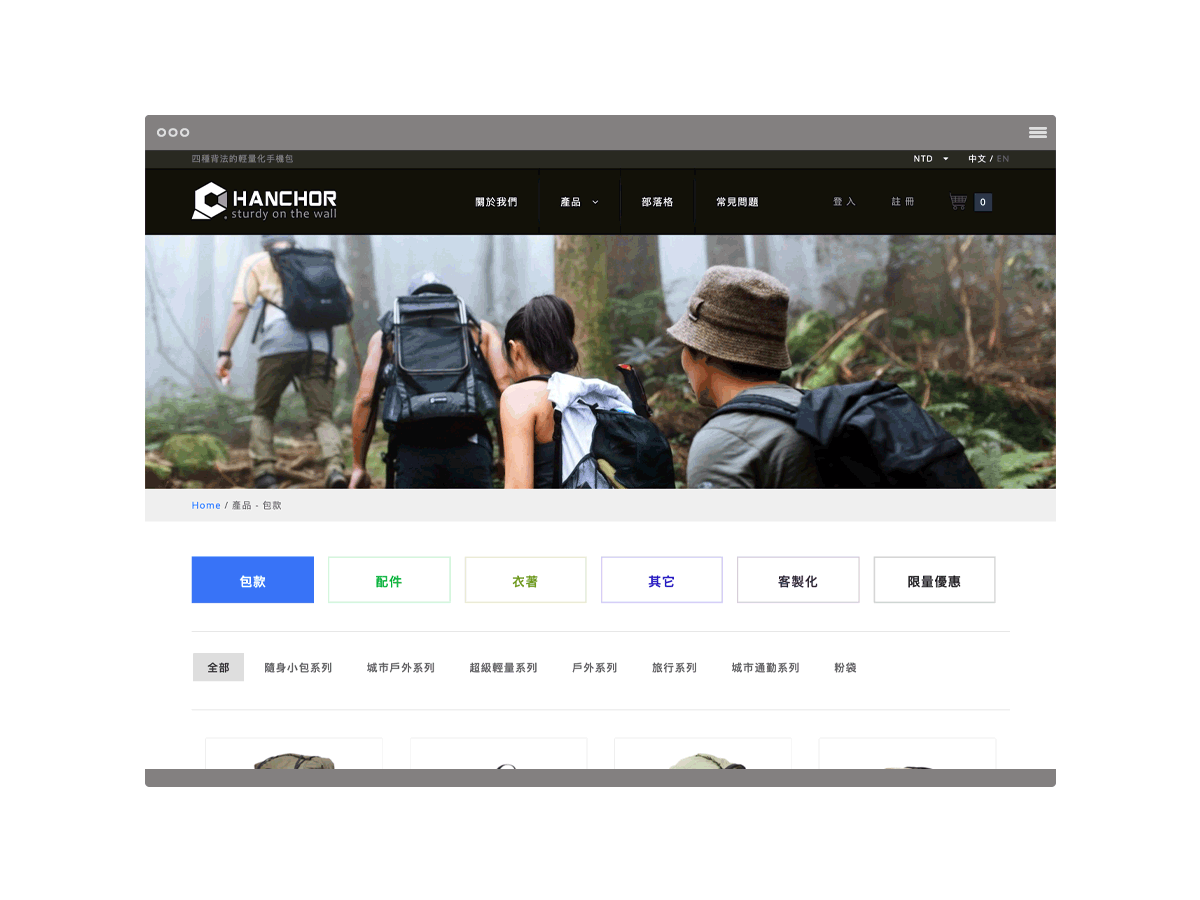 四種背法的輕量化手機包
NTD 中文 / EN
HANCHOR
sturdy on the wall
關於我們 產品 部落格 常見問題 登入 註冊 0
Home / 產品 - 包款
包款 配件 衣著 其它 客製化 限量優惠
全部 隨身小包系列 城市戶外系列 超級輕量系列 戶外系列 旅行系列 城市通勤系列 粉袋